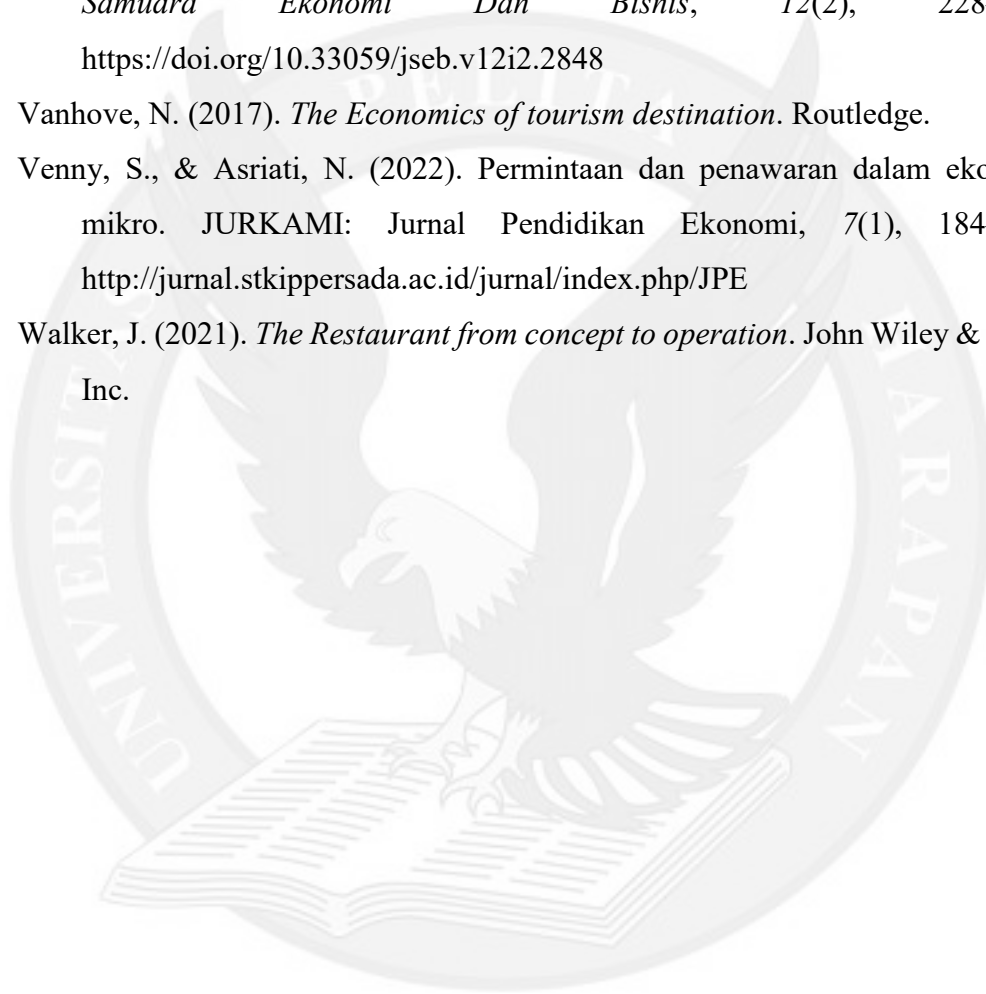 Samudra Ekonomi Dan Bisnis, 12(2), 228
https://doi.org/10.33059/jseb.v12i2.2848
Vanhove, N. (2017). The Economics of tourism destination. Routledge.
Venny, S., & Asriati, N. (2022). Permintaan dan penawaran dalam eko
mikro. JURKAMI: Jurnal Pendidikan Ekonomi, 7(1), 184
http://jurnal.stkippersada.ac.id/jurnal/index.php/JPE
Walker, J. (2021). The Restaurant from concept to operation. John Wiley &
Inc.
UNIVERSITAS PELITA HARAPAN